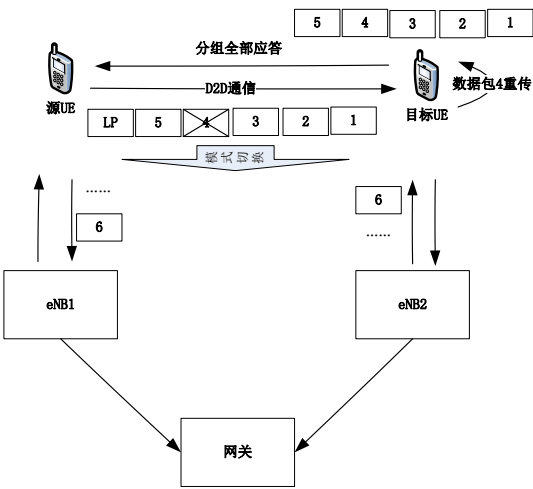 5 4 3 2 1
分组全部应答
源UE
D2D通信
目标UE
数据包4重传
LP 5 4 3 2 1
模式切换
……
6
6
……
eNB1
eNB2
网关